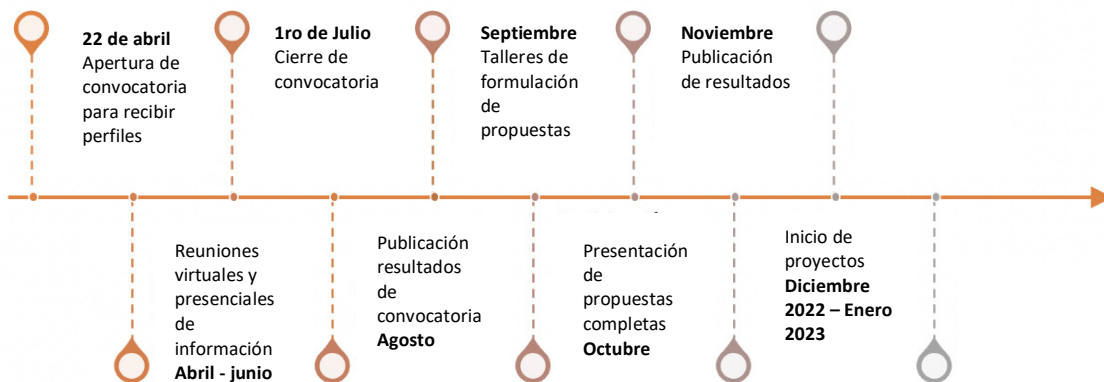 22 de abril
Apertura de
convocatoria
para recibir
perfiles
Reuniones
virtuales y
presenciales
de
información
Abril - junio
1ro de Julio
Cierre de
convocatoria
Publicación
resultados
de
convocatoria
Agosto
Septiembre
Talleres de
formulación
de
propuestas
Presentación
de
propuestas
completas
Octubre
Noviembre
Publicación
de resultados
Inicio de
proyectos
Diciembre
2022 – Enero
2023